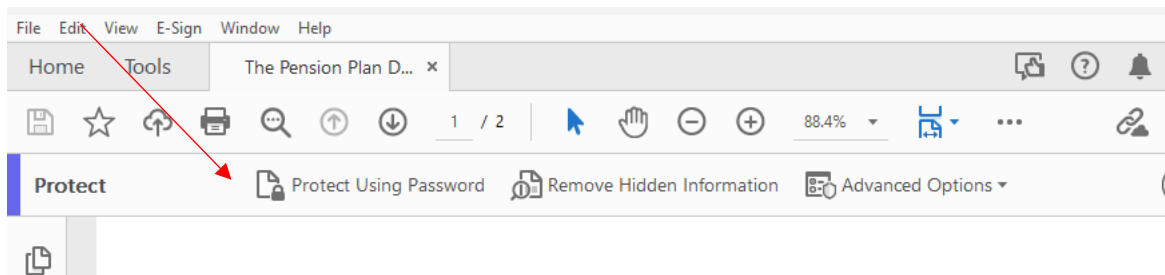 File Edit View E-Sign Window Help
Home Tools The Pension Plan D... ×
1 / 2 88.4%
Protect Protect Using Password Remove Hidden Information Advanced Options